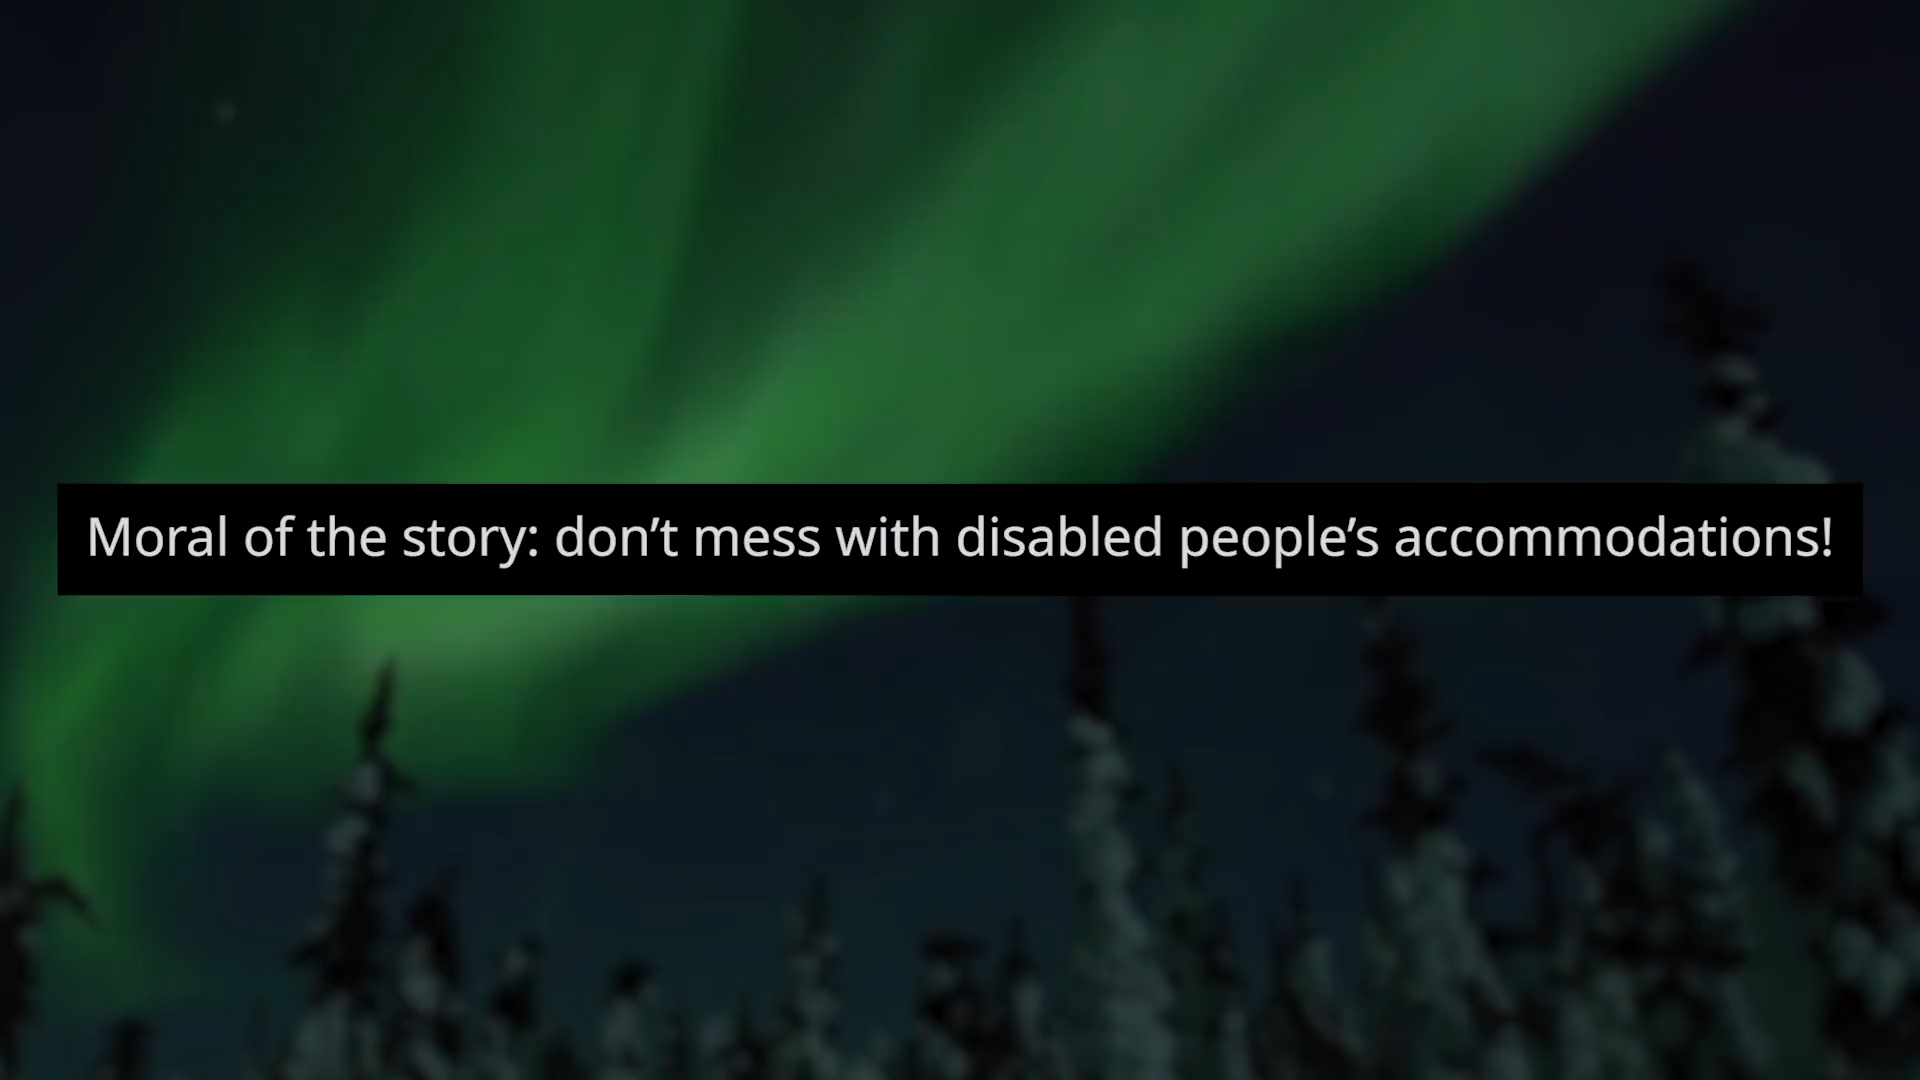 Moral of the story: don’t mess with disabled people’s accommodations!